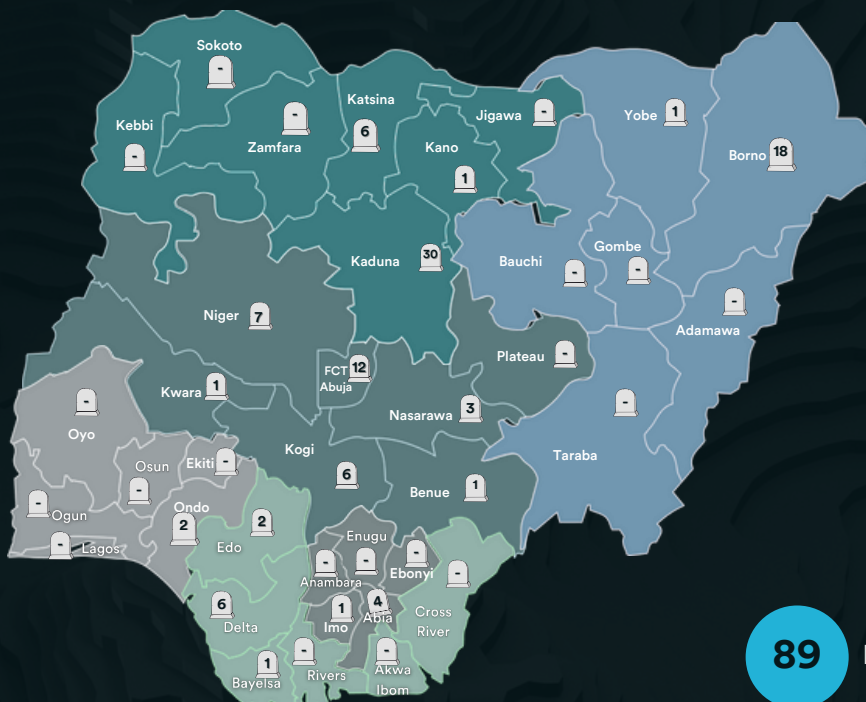 Sokoto
-
Kebbi
-
Zamfara
-
Katsina
6
Kano
1
Jigawa
-
Yobe
1
Borno
18
Kaduna
30
Bauchi
-
Gombe
-
Adamawa
-
Niger
7
Kwara
1
FCT
Abuja
12
Plateau
-
Nasarawa
3
Taraba
-
Kogi
6
Benue
1
Oyo
-
Osun
-
Ekiti
-
Ogun
-
Lagos
-
Ondo
2
Edo
2
Delta
6
Bayelsa
1
Rivers
-
Enugu
-
Anambara
-
Ebonyi
-
Imo
1
Abia
4
Cross
River
-
Akwa
Ibom
-
89